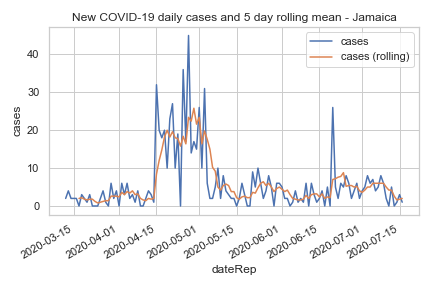 New COVID-19 daily cases and 5 day rolling mean - Jamaica
cases
cases (rolling)
40
30
20
10
0
cases
2020-03-15
2020-04-01
2020-04-15
2020-05-01
2020-05-15
2020-06-01
2020-06-15
2020-07-01
2020-07-15
dateRep